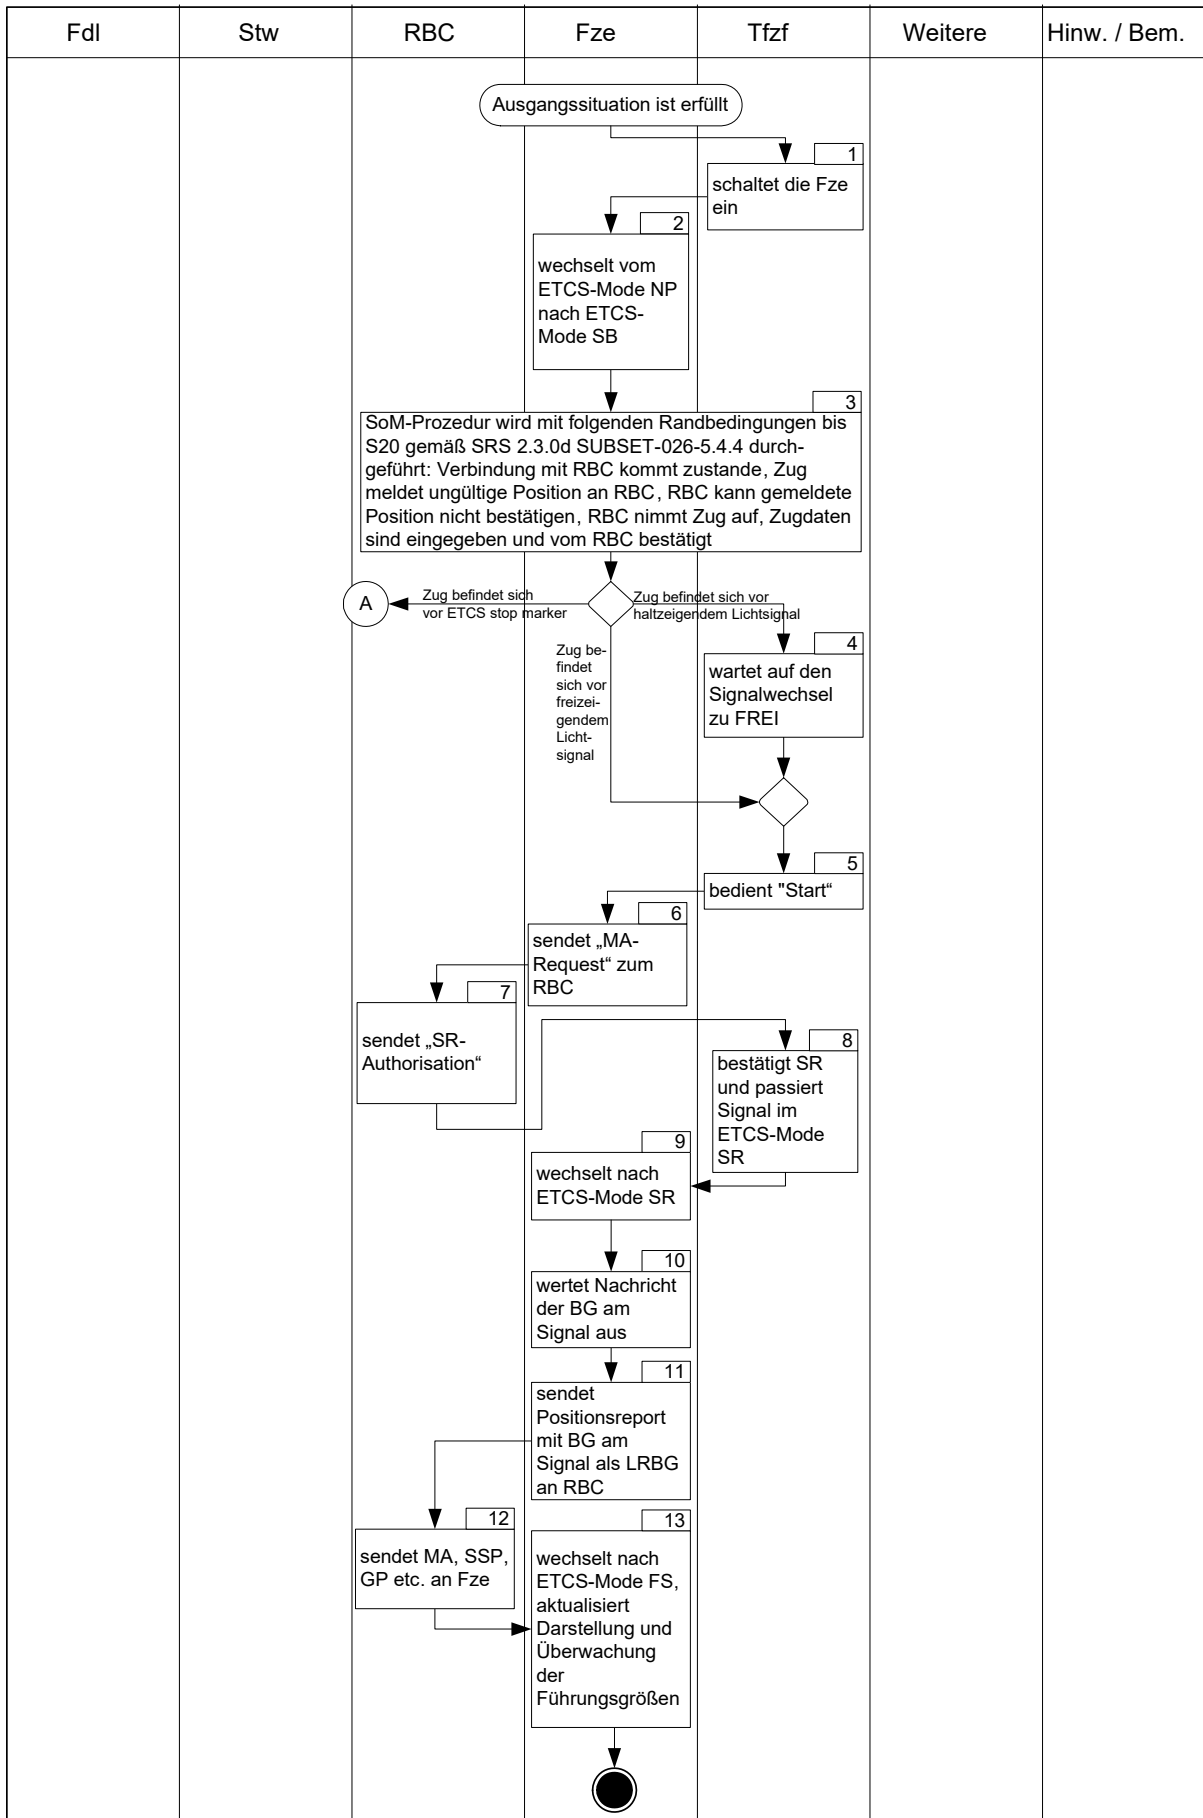 Fdl
Stw
RBC
Fze
Tfzf
Weitere
Hinw. / Bem.
Ausgangssituation ist erfüllt
1
schaltet die Fze
ein
2
wechselt vom
ETCS-Mode NP
nach ETCS-
Mode SB
3
SoM-Prozedur wird mit folgenden Randbedingungen bis
S20 gemäß SRS 2.3.0d SUBSET-026-5.4.4 durch-
geführt: Verbindung mit RBC kommt zustande, Zug
meldet ungültige Position an RBC, RBC kann gemeldete
Position nicht bestätigen, RBC nimmt Zug auf, Zugdaten
sind eingegeben und vom RBC bestätigt
A
Zug befindet sich
vor ETCS stop marker
Zug befindet sich vor
haltzeigendem Lichtsignal
Zug be-
findet
sich vor
freizei-
gendem
Licht-
signal
4
wartet auf den
Signalwechsel
zu FREI
5
bedient "Start“
6
sendet „MA-
Request“ zum
RBC
7
sendet „SR-
Authorisation“
8
bestätigt SR
und passiert
Signal im
ETCS-Mode
SR
9
wechselt nach
ETCS-Mode SR
10
wertet Nachricht
der BG am
Signal aus
11
sendet
Positionsreport
mit BG am
Signal als LRBG
an RBC
12
sendet MA, SSP,
GP etc. an Fze
13
wechselt nach
ETCS-Mode FS,
aktualisiert
Darstellung und
Überwachung
der
Führungsgrößen